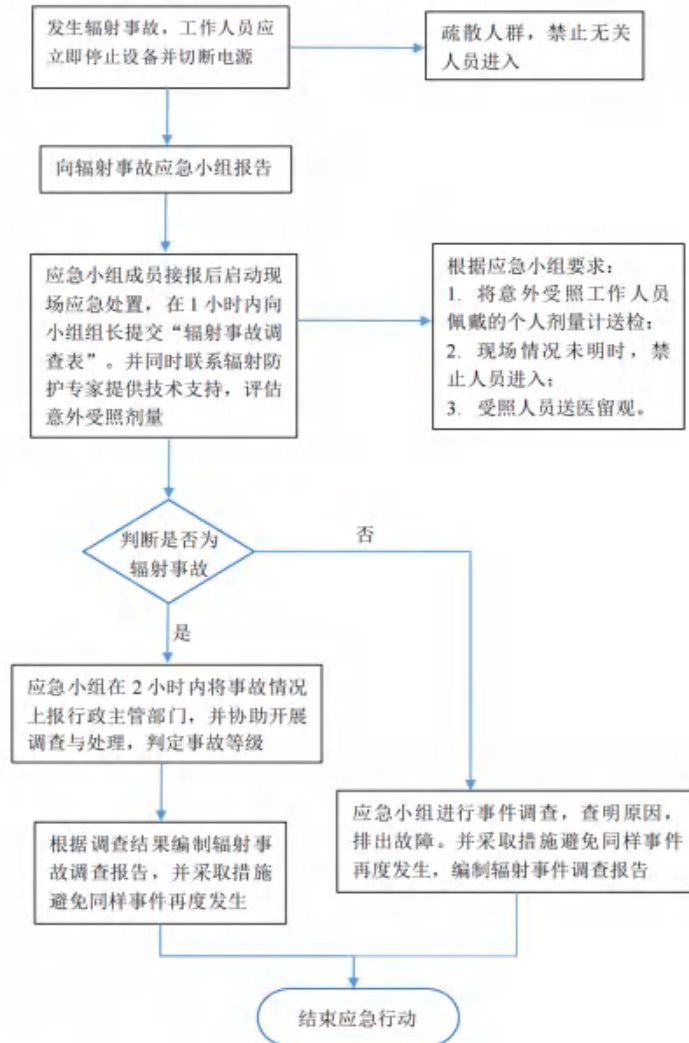 发生辐射事故，工作人员应
立即停止设备并切断电源
疏散人群，禁止无关
人员进入
向辐射事故应急小组报告
应急小组成员接报后启动现
场应急处置，在 1 小时内向
小组组长提交“辐射事故调
查表”。并同时联系辐射防
护专家提供技术支持，评估
意外受照剂量
根据应急小组要求：
1. 将意外受照工作人员
佩戴的个人剂量计送检；
2. 现场情况未明时，禁
止人员进入；
3. 受照人员送医留观。
判断是否为
辐射事故
否
是
应急小组在 2 小时内将事故情况
上报行政主管部门，并协助开展
调查与处理，判定事故等级
根据调查结果编制辐射事
故调查报告，并采取措施
避免同样事件再度发生
应急小组进行事件调查，查明原因，
排出故障。并采取措施避免同样事件
再度发生，编制辐射事件调查报告
结束应急行动